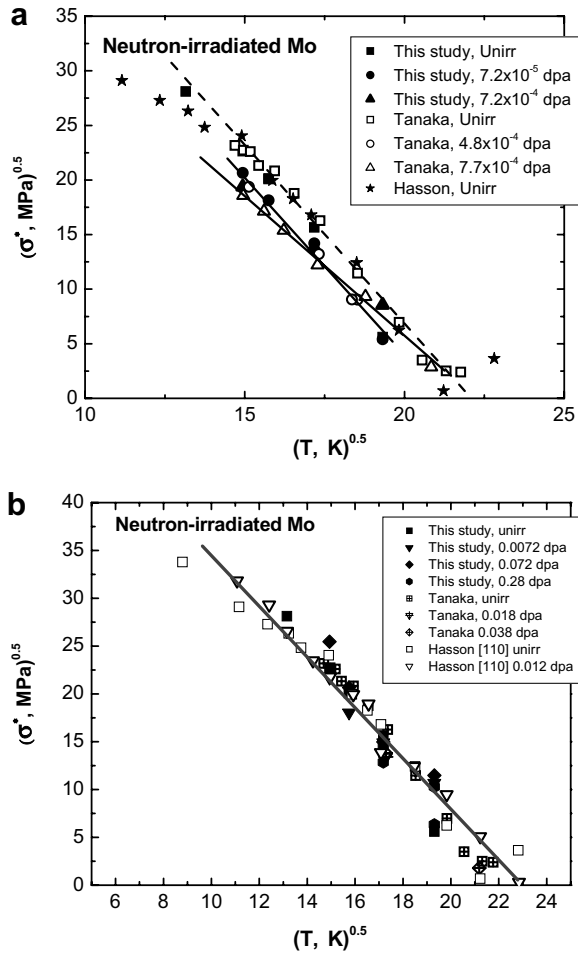 a
Neutron-irradiated Mo
This study, Unirr
This study, 7.2x10⁻⁵ dpa
This study, 7.2x10⁻⁴ dpa
Tanaka, Unirr
Tanaka, 4.8x10⁻⁴ dpa
Tanaka, 7.7x10⁻⁴ dpa
Hasson, Unirr
35
30
25
20
15
10
5
0
(σ*, MPa)⁰·⁵
10
15
20
25
(T, K)⁰·⁵
b
Neutron-irradiated Mo
This study, unirr
This study, 0.0072 dpa
This study, 0.072 dpa
This study, 0.28 dpa
Tanaka, unirr
Tanaka, 0.018 dpa
Tanaka 0.038 dpa
Hasson [110] unirr
Hasson [110] 0.012 dpa
40
35
30
25
20
15
10
5
0
(σ*, MPa)⁰·⁵
6
8
10
12
14
16
18
20
22
24
(T, K)⁰·⁵